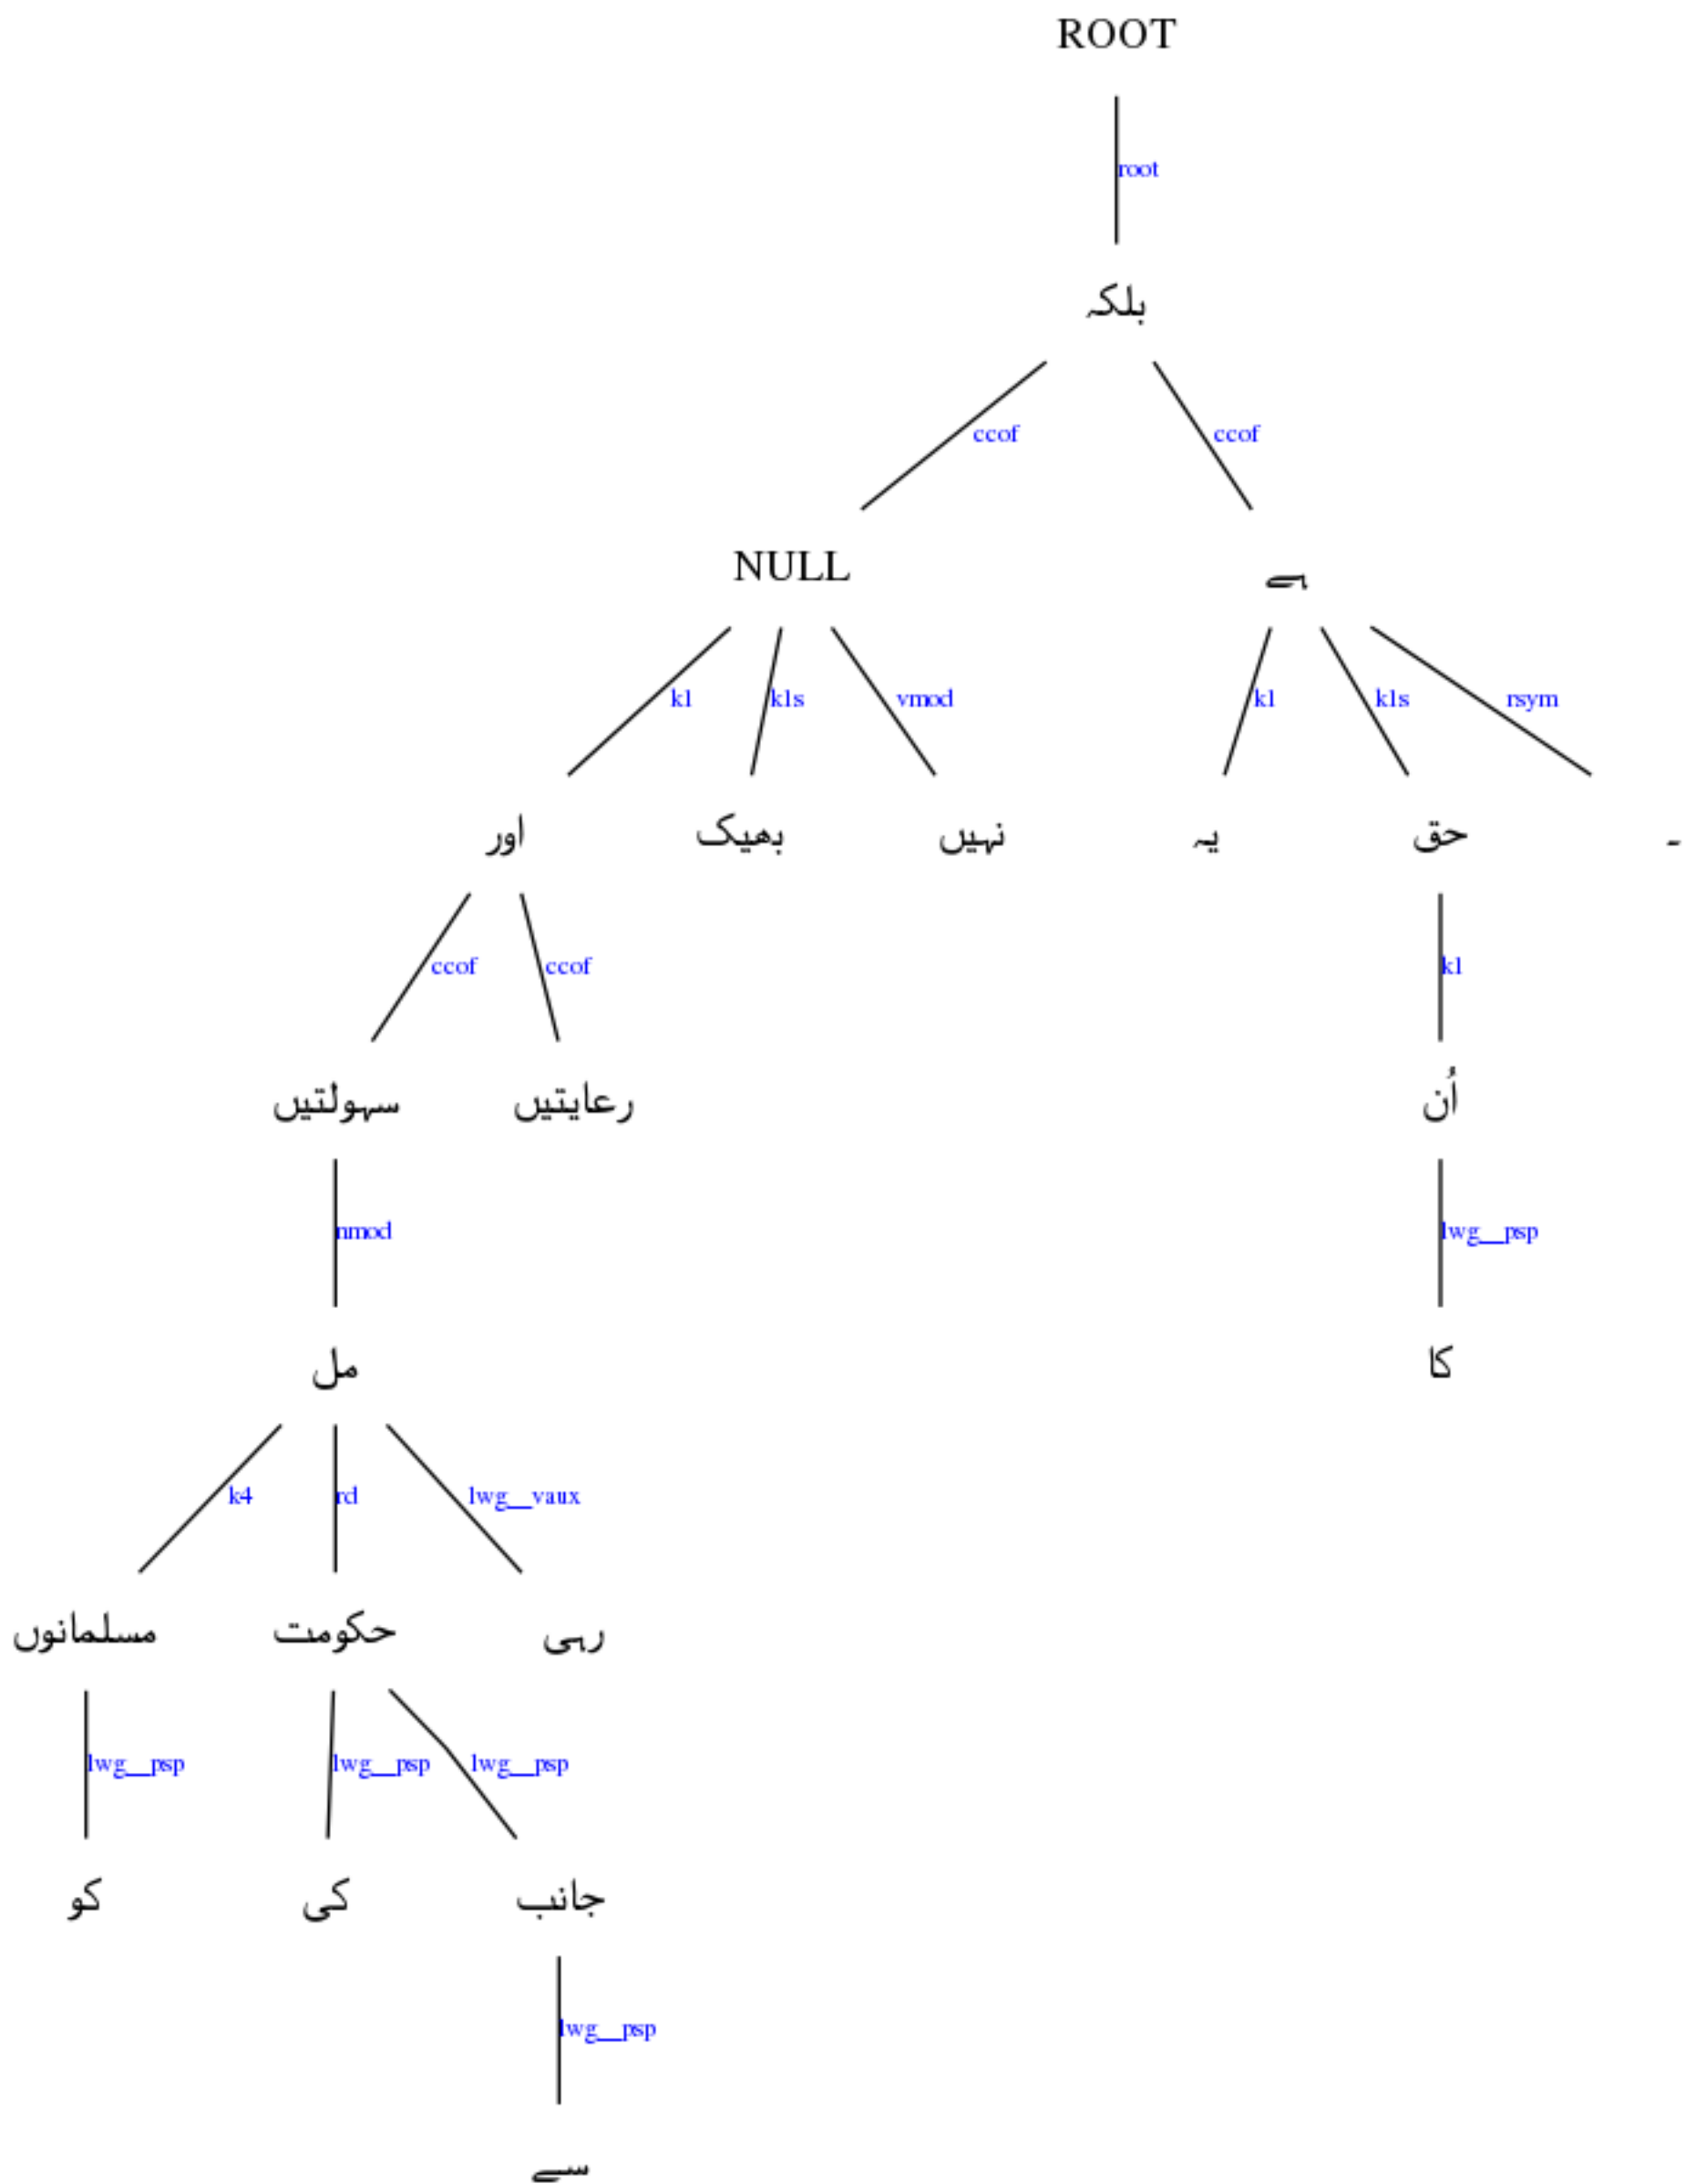 ROOT
root
بلکہ
ccof ccof
NULL ہے
k1 k1s vmod k1 k1s rsym
اور بھیک نہیں یہ حق ۔
ccof ccof k1
سہولتیں رعایتیں اُن
nmod lwg__psp
مل کا
k4 rd lwg__vaux
مسلمانوں حکومت رہی
lwg__psp lwg__psp lwg__psp
کو کی جانب
lwg__psp
سے